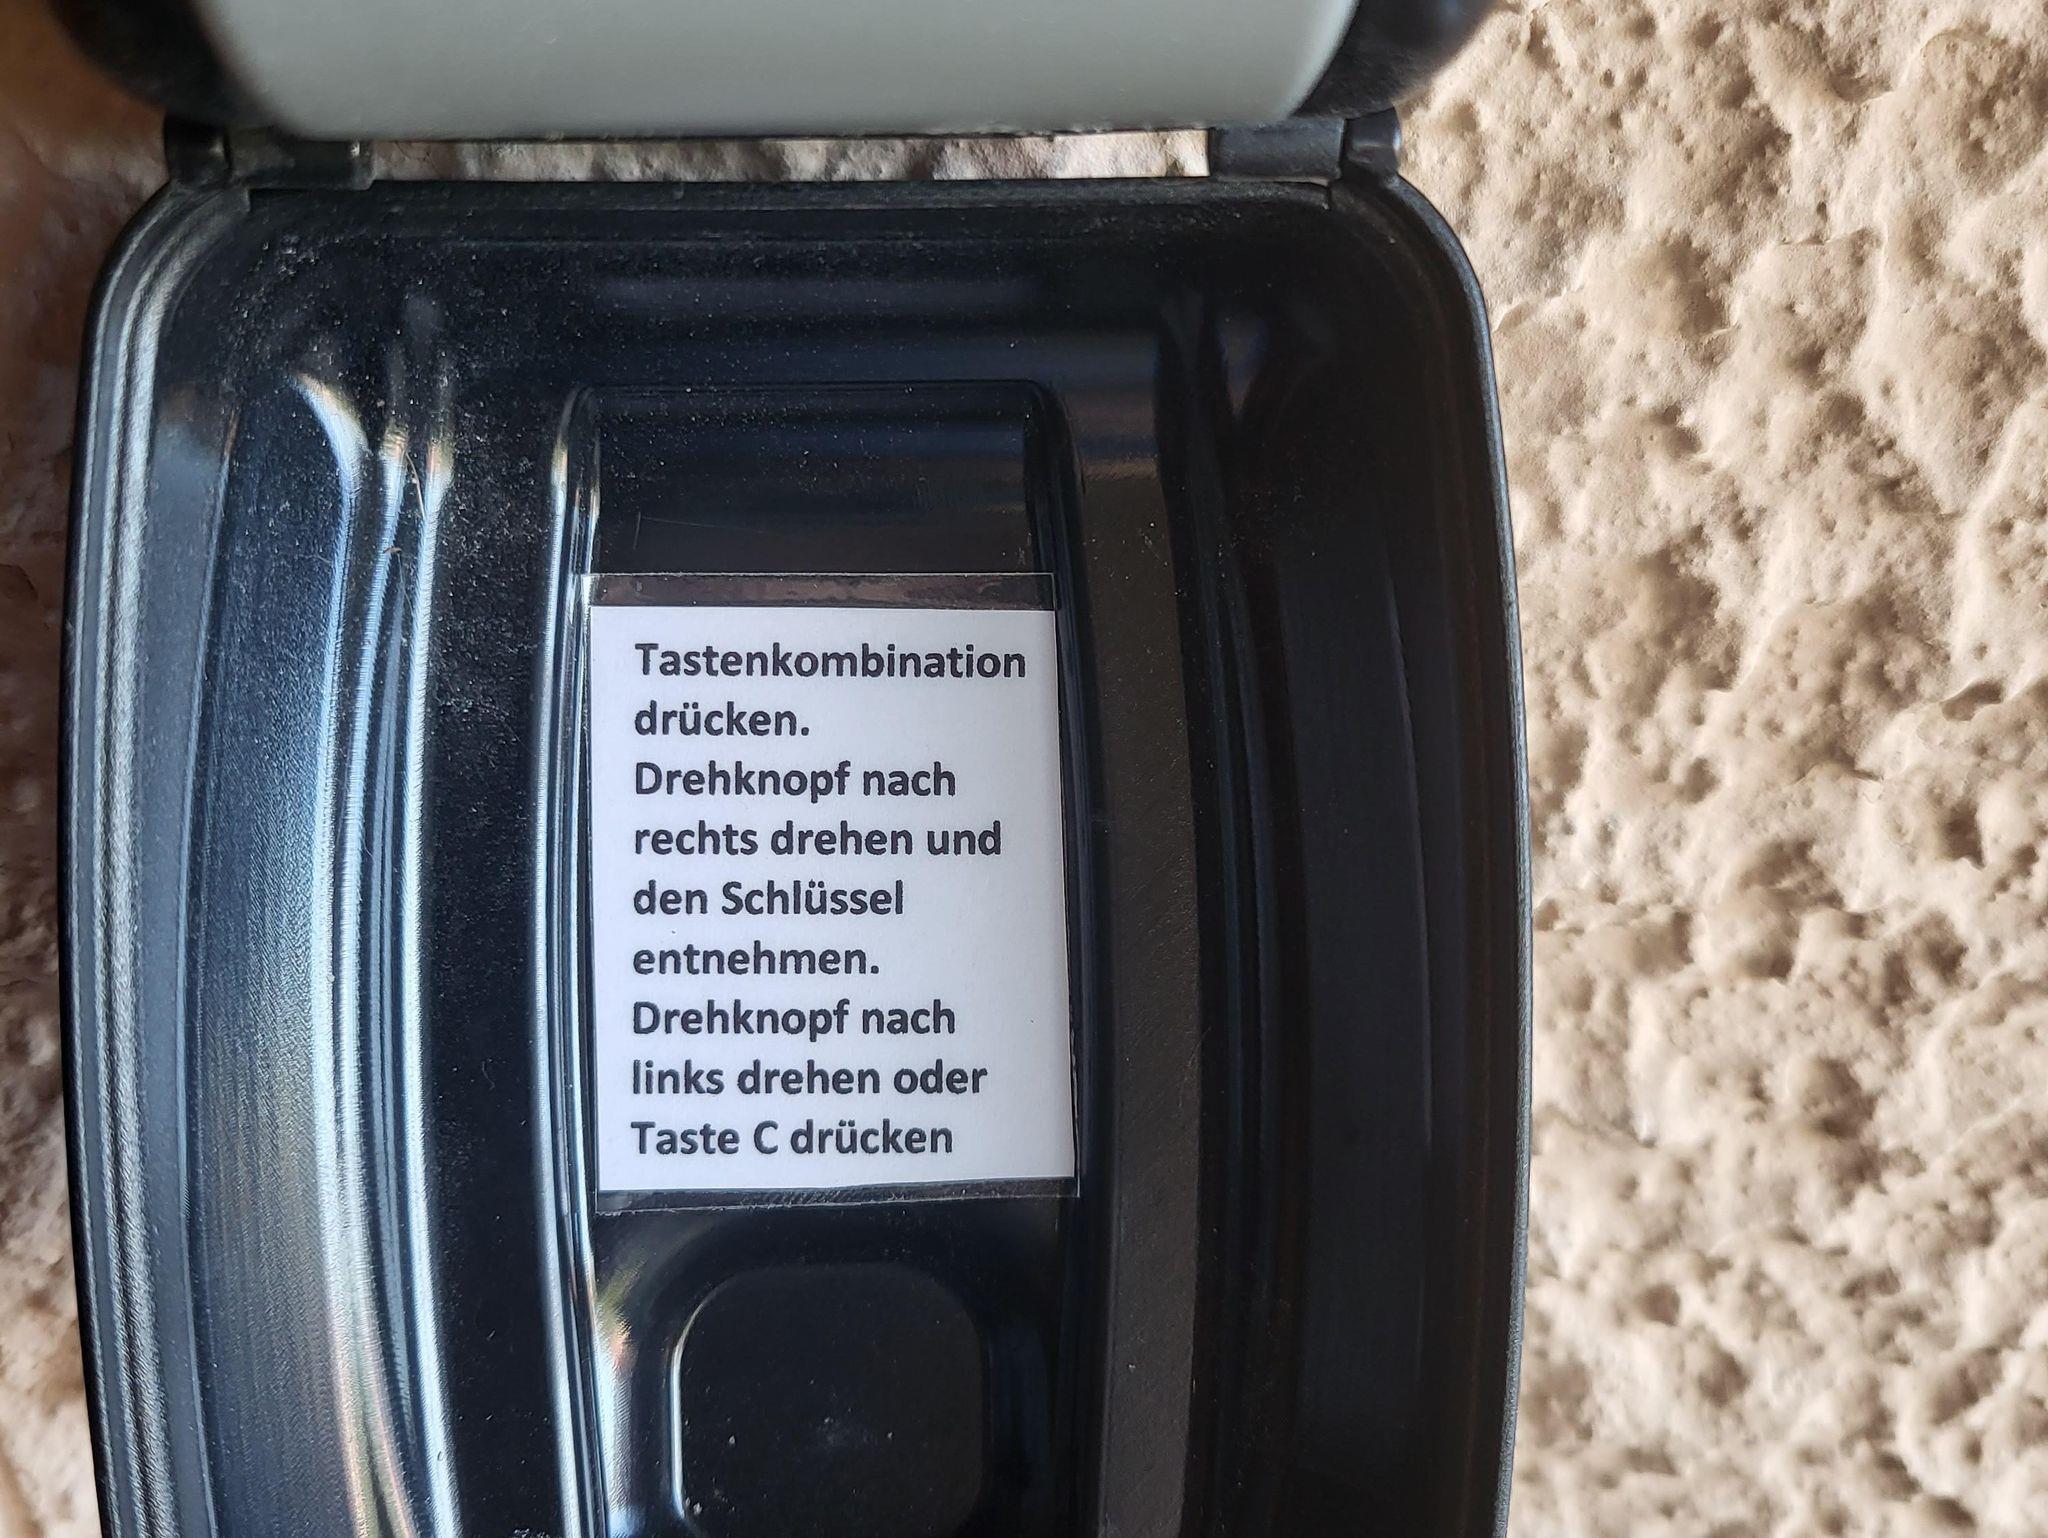 Tastenkombination
drücken.
Drehknopf nach
rechts drehen und
den Schlüssel
entnehmen.
Drehknopf nach
links drehen oder
Taste C drücken